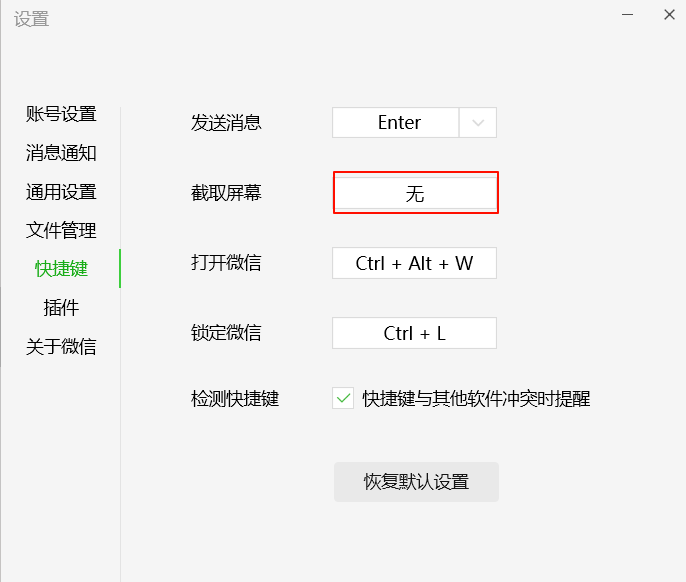 设置
账号设置
消息通知
通用设置
文件管理
快捷键
插件
关于微信
发送消息 Enter
截取屏幕 无
打开微信 Ctrl + Alt + W
锁定微信 Ctrl + L
检测快捷键 快捷键与其他软件冲突时提醒
恢复默认设置